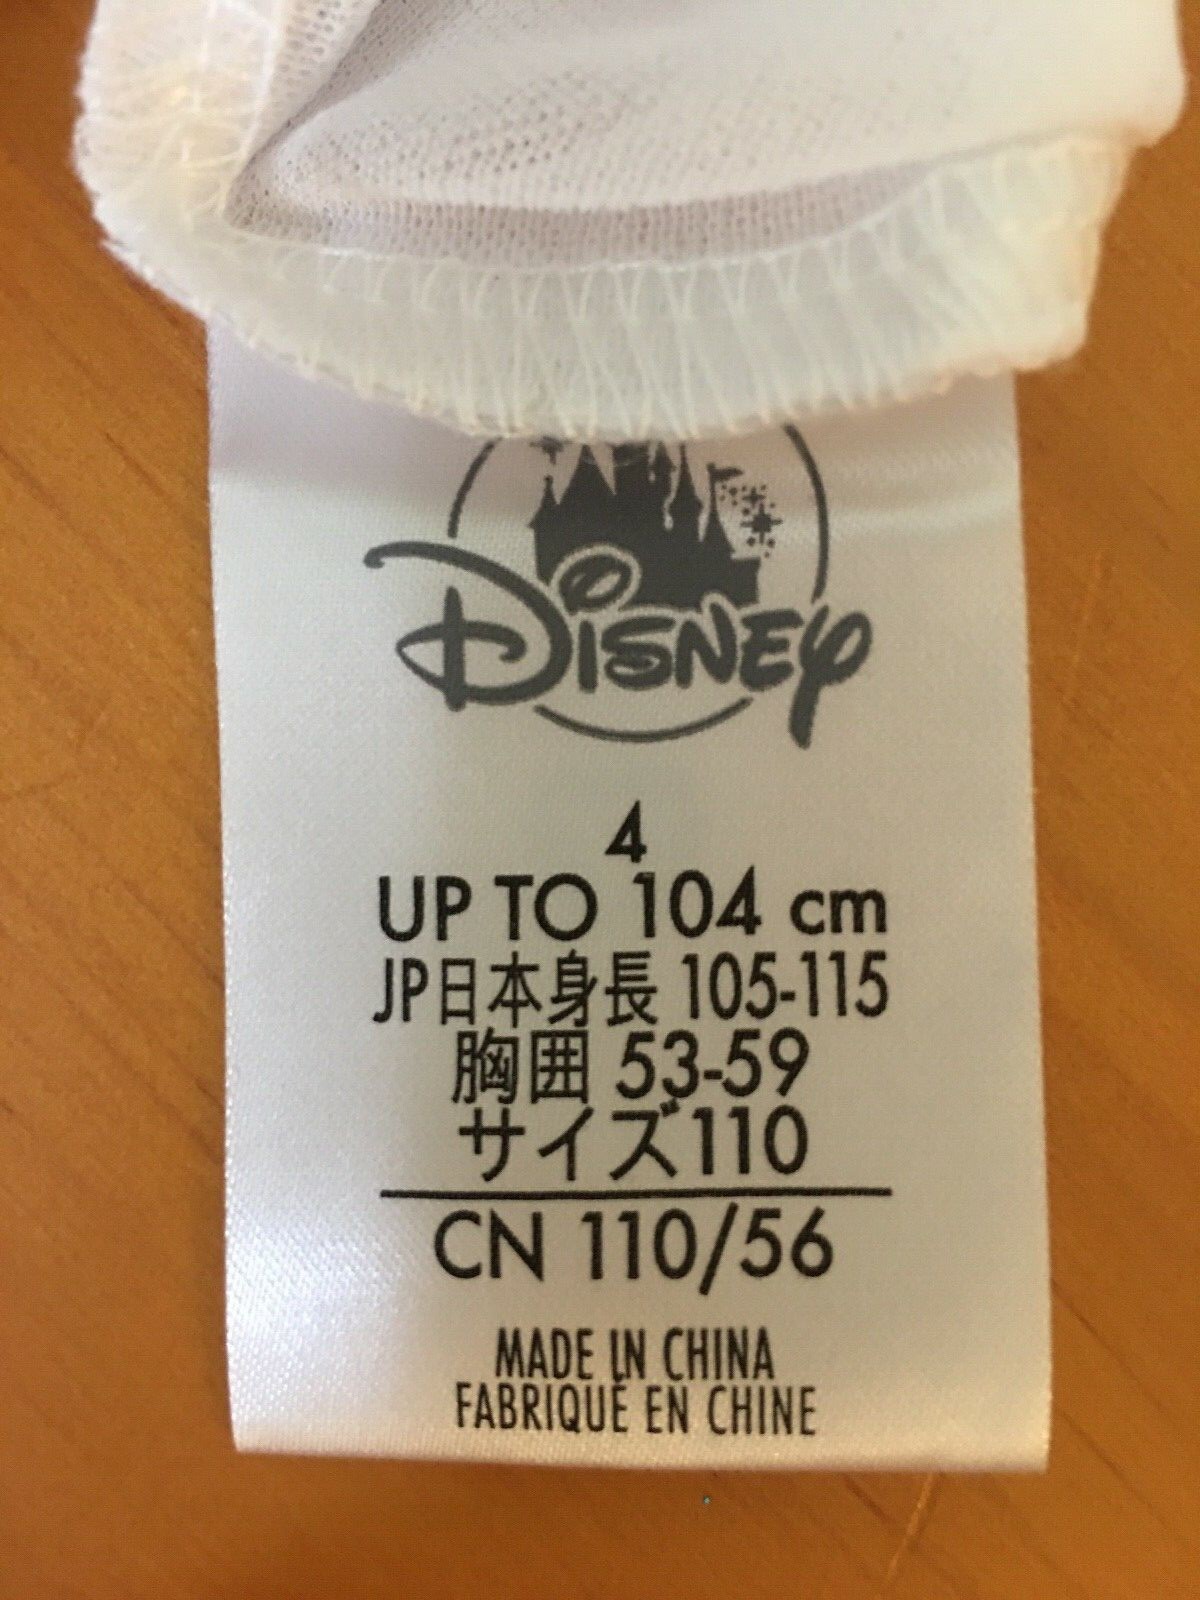 Disney
4
UP TO 104 cm
JP日本身長 105-115
胸囲 53-59
サイズ110
CN 110/56
MADE IN CHINA
FABRIQUÉ EN CHINE